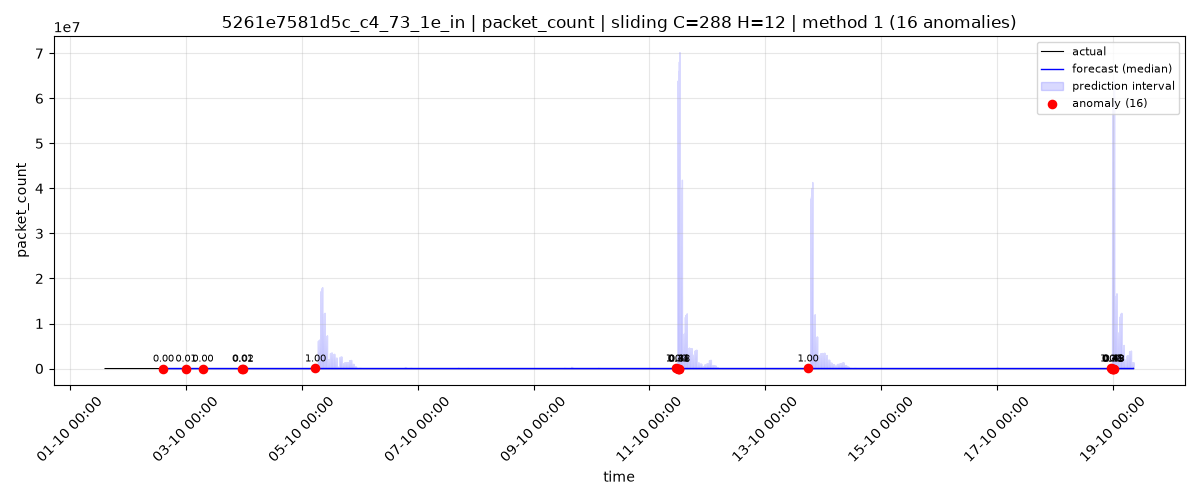 5261e7581d5c_c4_73_1e_in | packet_count | sliding C=288 H=12 | method 1 (16 anomalies)
1e7
actual
forecast (median)
prediction interval
anomaly (16)
7
6
5
4
3
2
1
0
packet_count
0.00
0.01
0.00
1.00
1.00
01-10 00:00
03-10 00:00
05-10 00:00
07-10 00:00
09-10 00:00
11-10 00:00
13-10 00:00
15-10 00:00
17-10 00:00
19-10 00:00
time